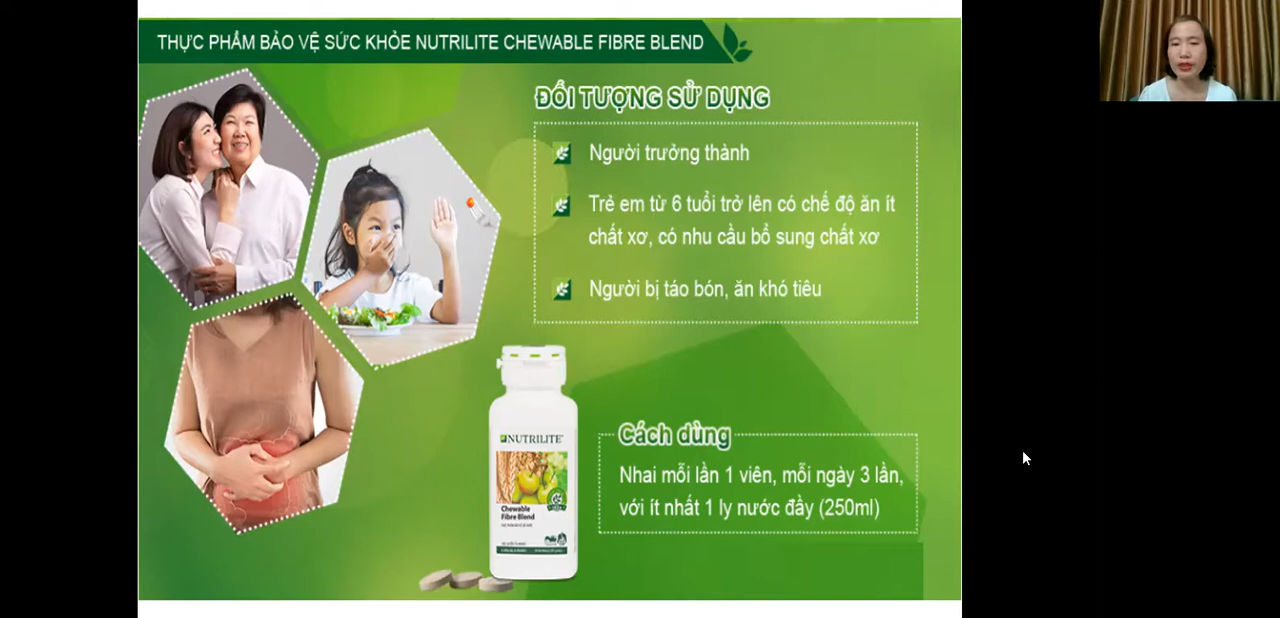 THỰC PHẨM BẢO VỆ SỨC KHỎE NUTRILITE CHEWABLE FIBRE BLEND
ĐỐI TƯỢNG SỬ DỤNG
Người trưởng thành
Trẻ em từ 6 tuổi trở lên có chế độ ăn ít
chất xơ, có nhu cầu bổ sung chất xơ
Người bị táo bón, ăn khó tiêu
NUTRILITE
Chewable
Fibre Blend
Cách dùng
Nhai mỗi lần 1 viên, mỗi ngày 3 lần,
với ít nhất 1 ly nước đầy (250ml)